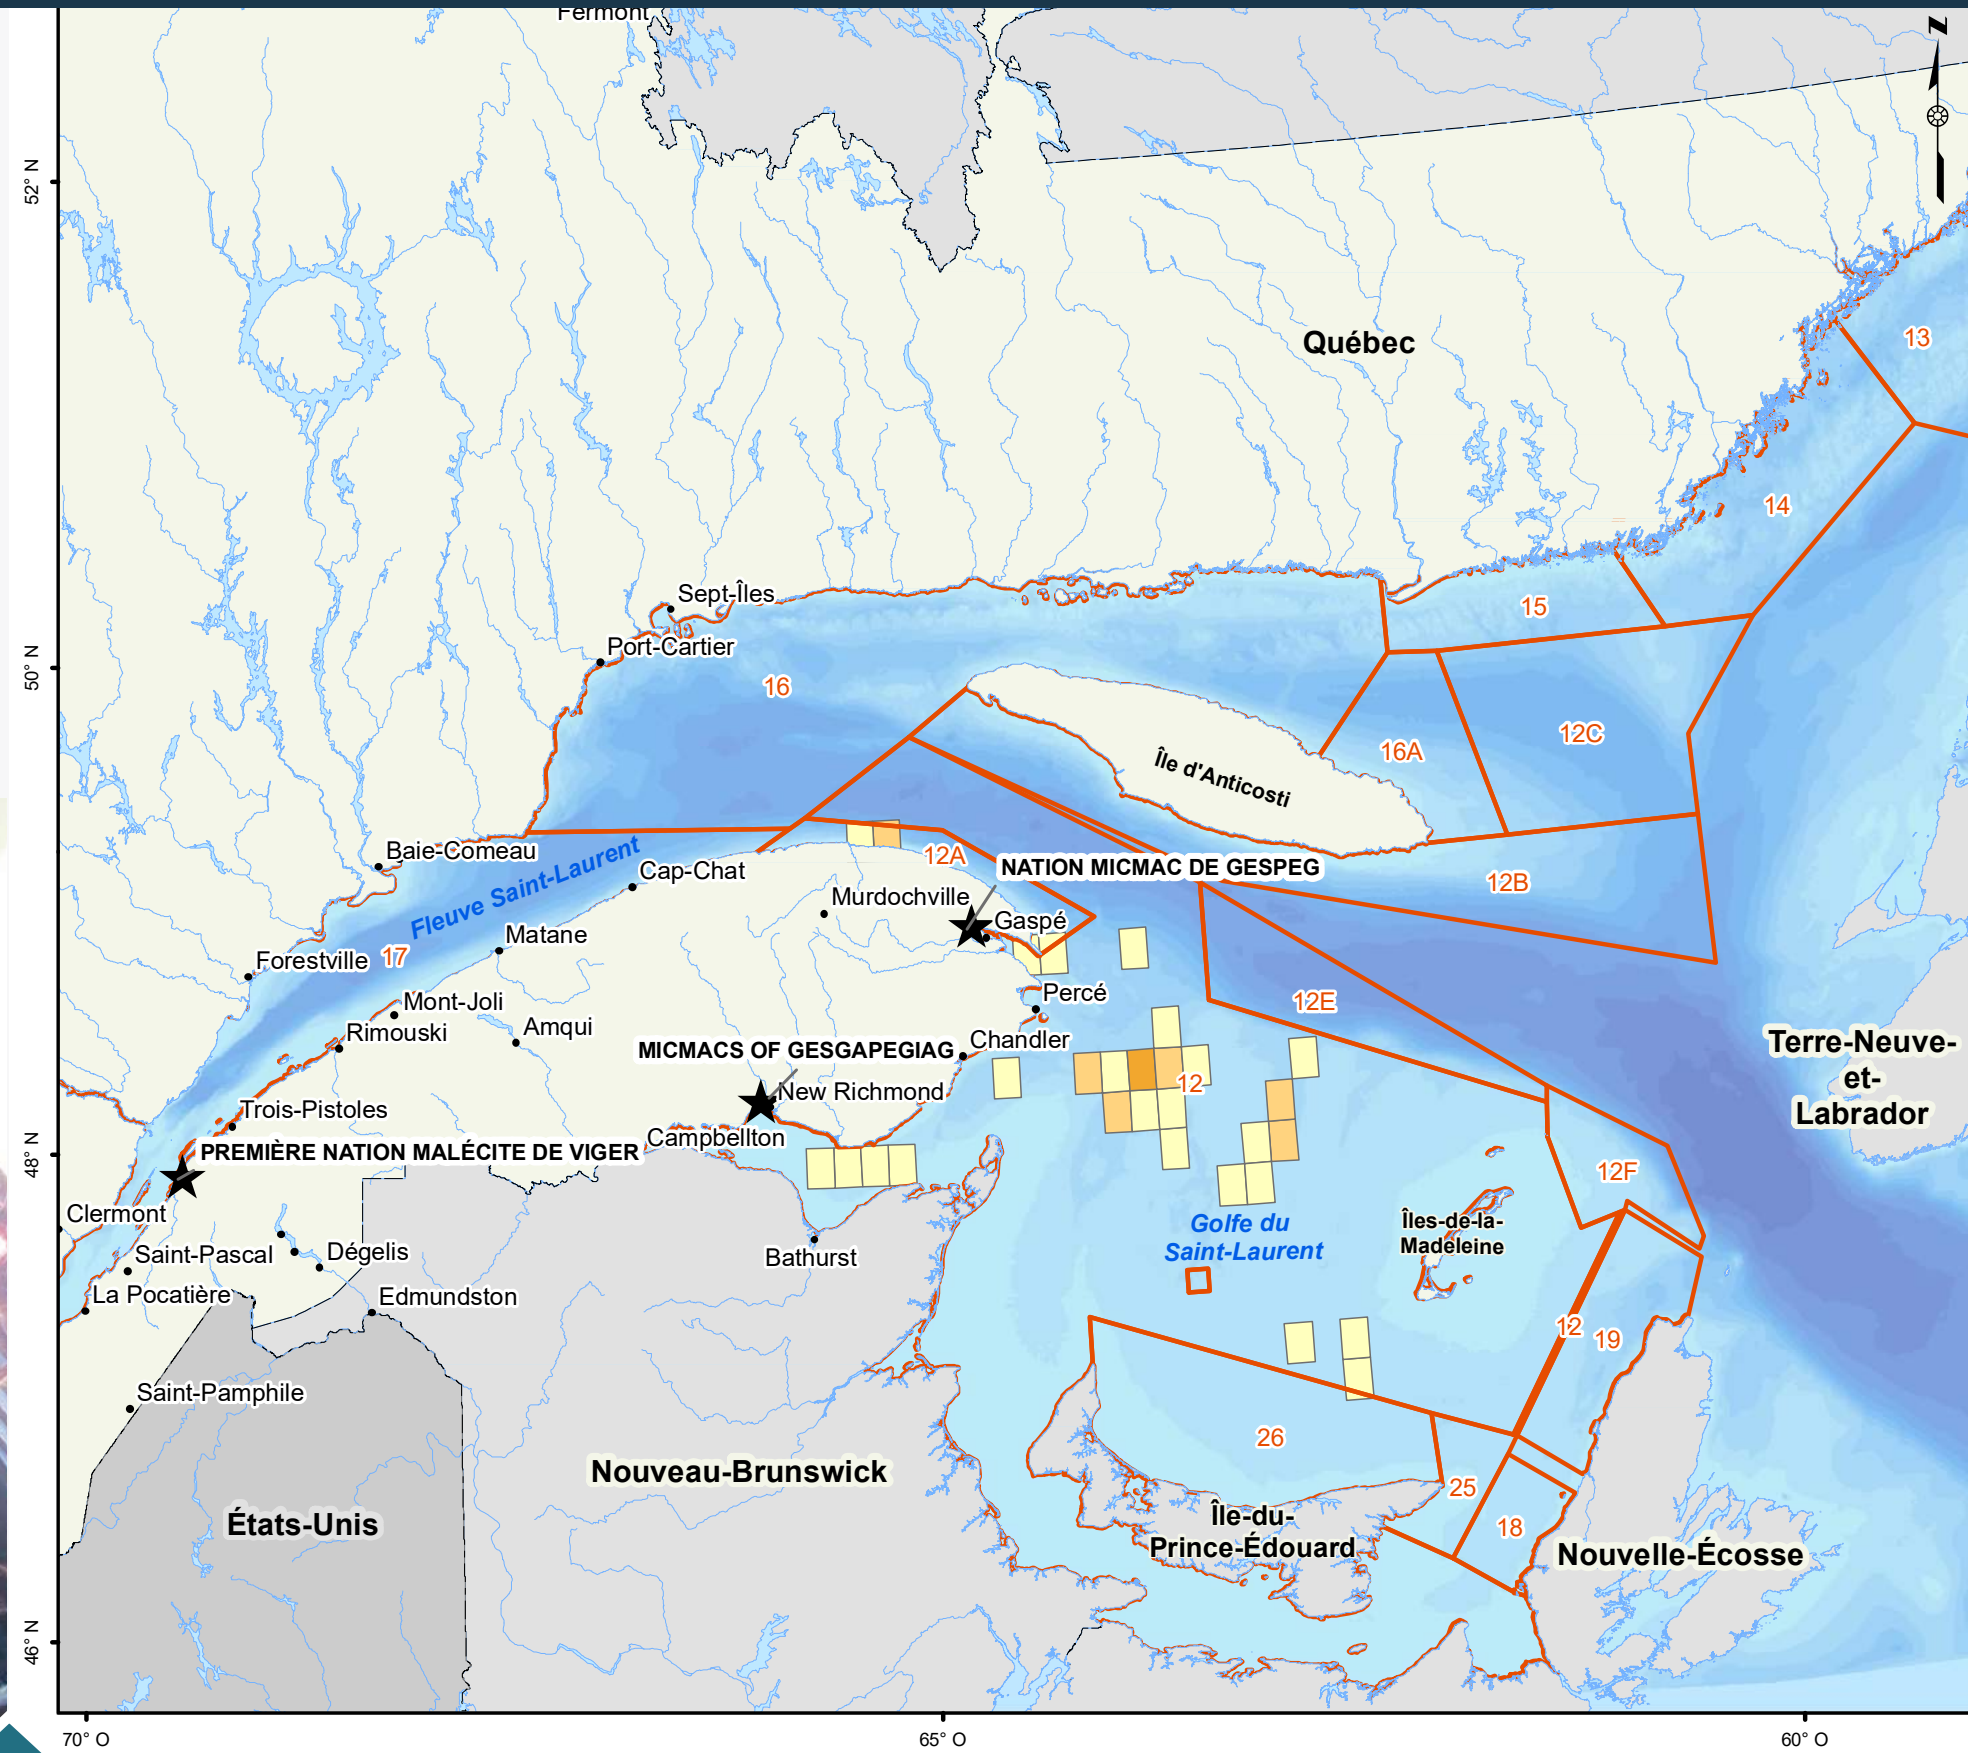 Fermont
N
52° N
Québec
13
14
Sept-Îles
15
Port-Cartier
50° N
16
12C
16A
Île d'Anticosti
Baie-Comeau
12A
Cap-Chat
NATION MICMAC DE GESPEG
12B
Fleuve Saint-Laurent
Murdochville
Gaspé
Matane
17
Forestville
Percé
12E
Mont-Joli
Rimouski
Amqui
Chandler
Terre-Neuve-
et-
Labrador
MICMACS OF GESGAPEGIAG
12
New Richmond
Trois-Pistoles
Campbellton
48° N
PREMIÈRE NATION MALÉCITE DE VIGER
12F
Clermont
Îles-de-la-
Madeleine
Golfe du
Saint-Laurent
Saint-Pascal
Dégelis
Bathurst
La Pocatière
Edmundston
12
19
Saint-Pamphile
26
Nouveau-Brunswick
25
États-Unis
Île-du-
Prince-Édouard
18
Nouvelle-Écosse
46° N
70° O
65° O
60° O